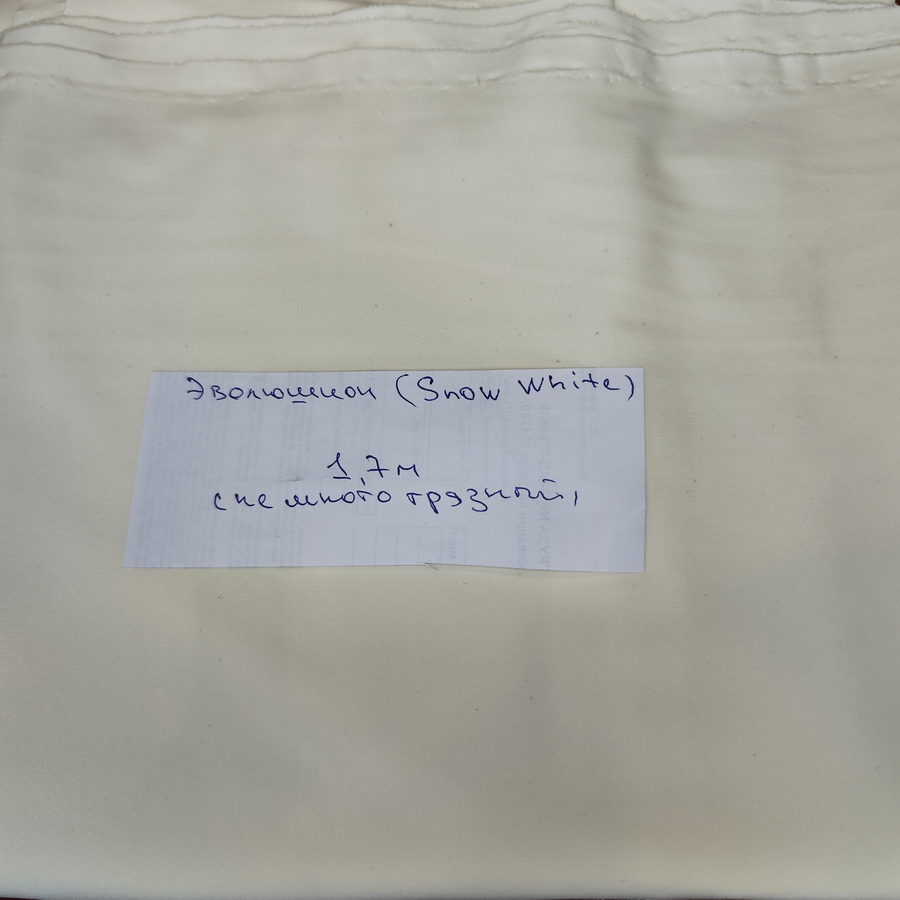 Эволюшион (Snow White)
1,7м
(немного грязный,